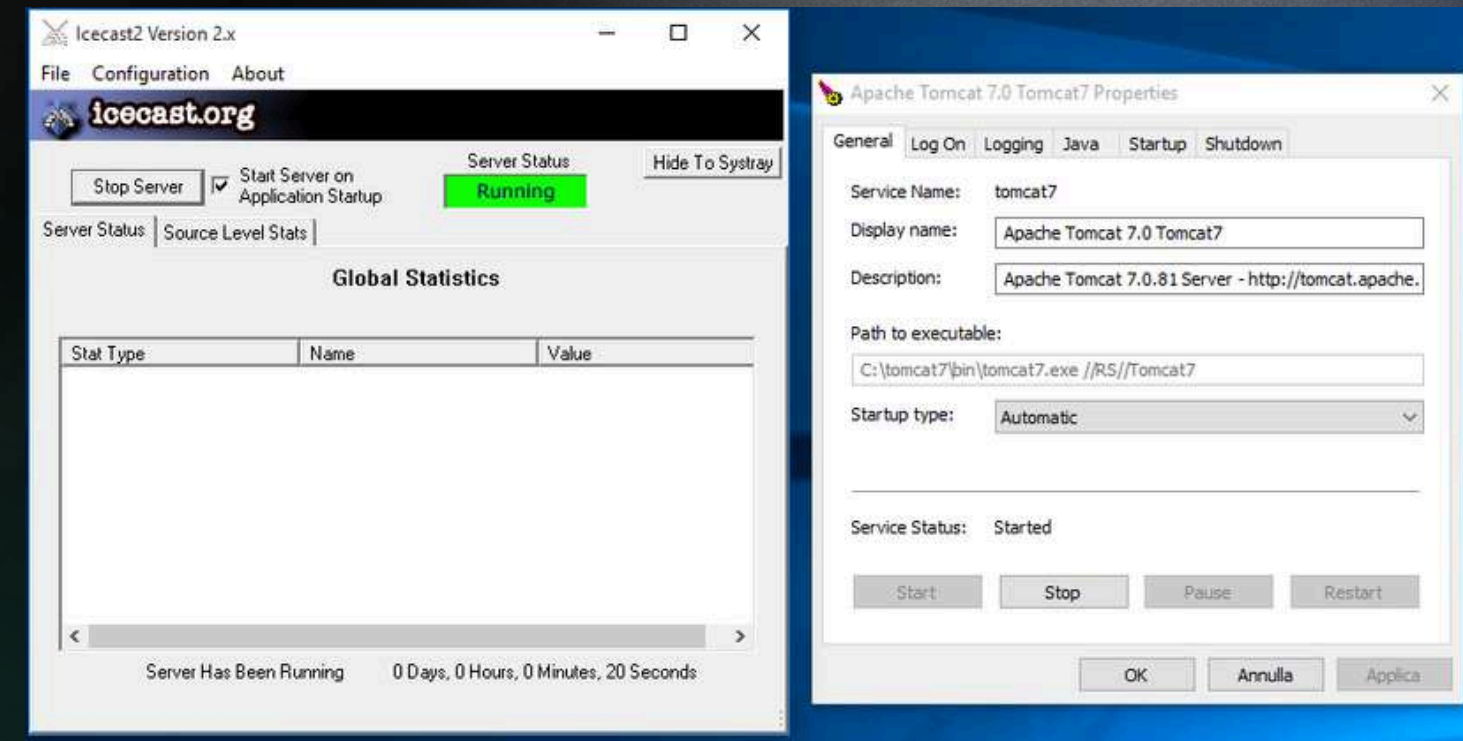 Icecast2 Version 2.x
File Configuration About
icecast.org
Stop Server
Start Server on
Application Startup
Server Status
Running
Hide To Systray
Server Status Source Level Stats
Global Statistics
Stat Type Name Value
Server Has Been Running 0 Days, 0 Hours, 0 Minutes, 20 Seconds
Apache Tomcat 7.0 Tomcat7 Properties
General Log On Logging Java Startup Shutdown
Service Name: tomcat7
Display name: Apache Tomcat 7.0 Tomcat7
Description: Apache Tomcat 7.0.81 Server - http://tomcat.apache.
Path to executable:
C:\tomcat7\bin\tomcat7.exe //RS//Tomcat7
Startup type: Automatic
Service Status: Started
Start Stop Pause Restart
OK Annulla Applica